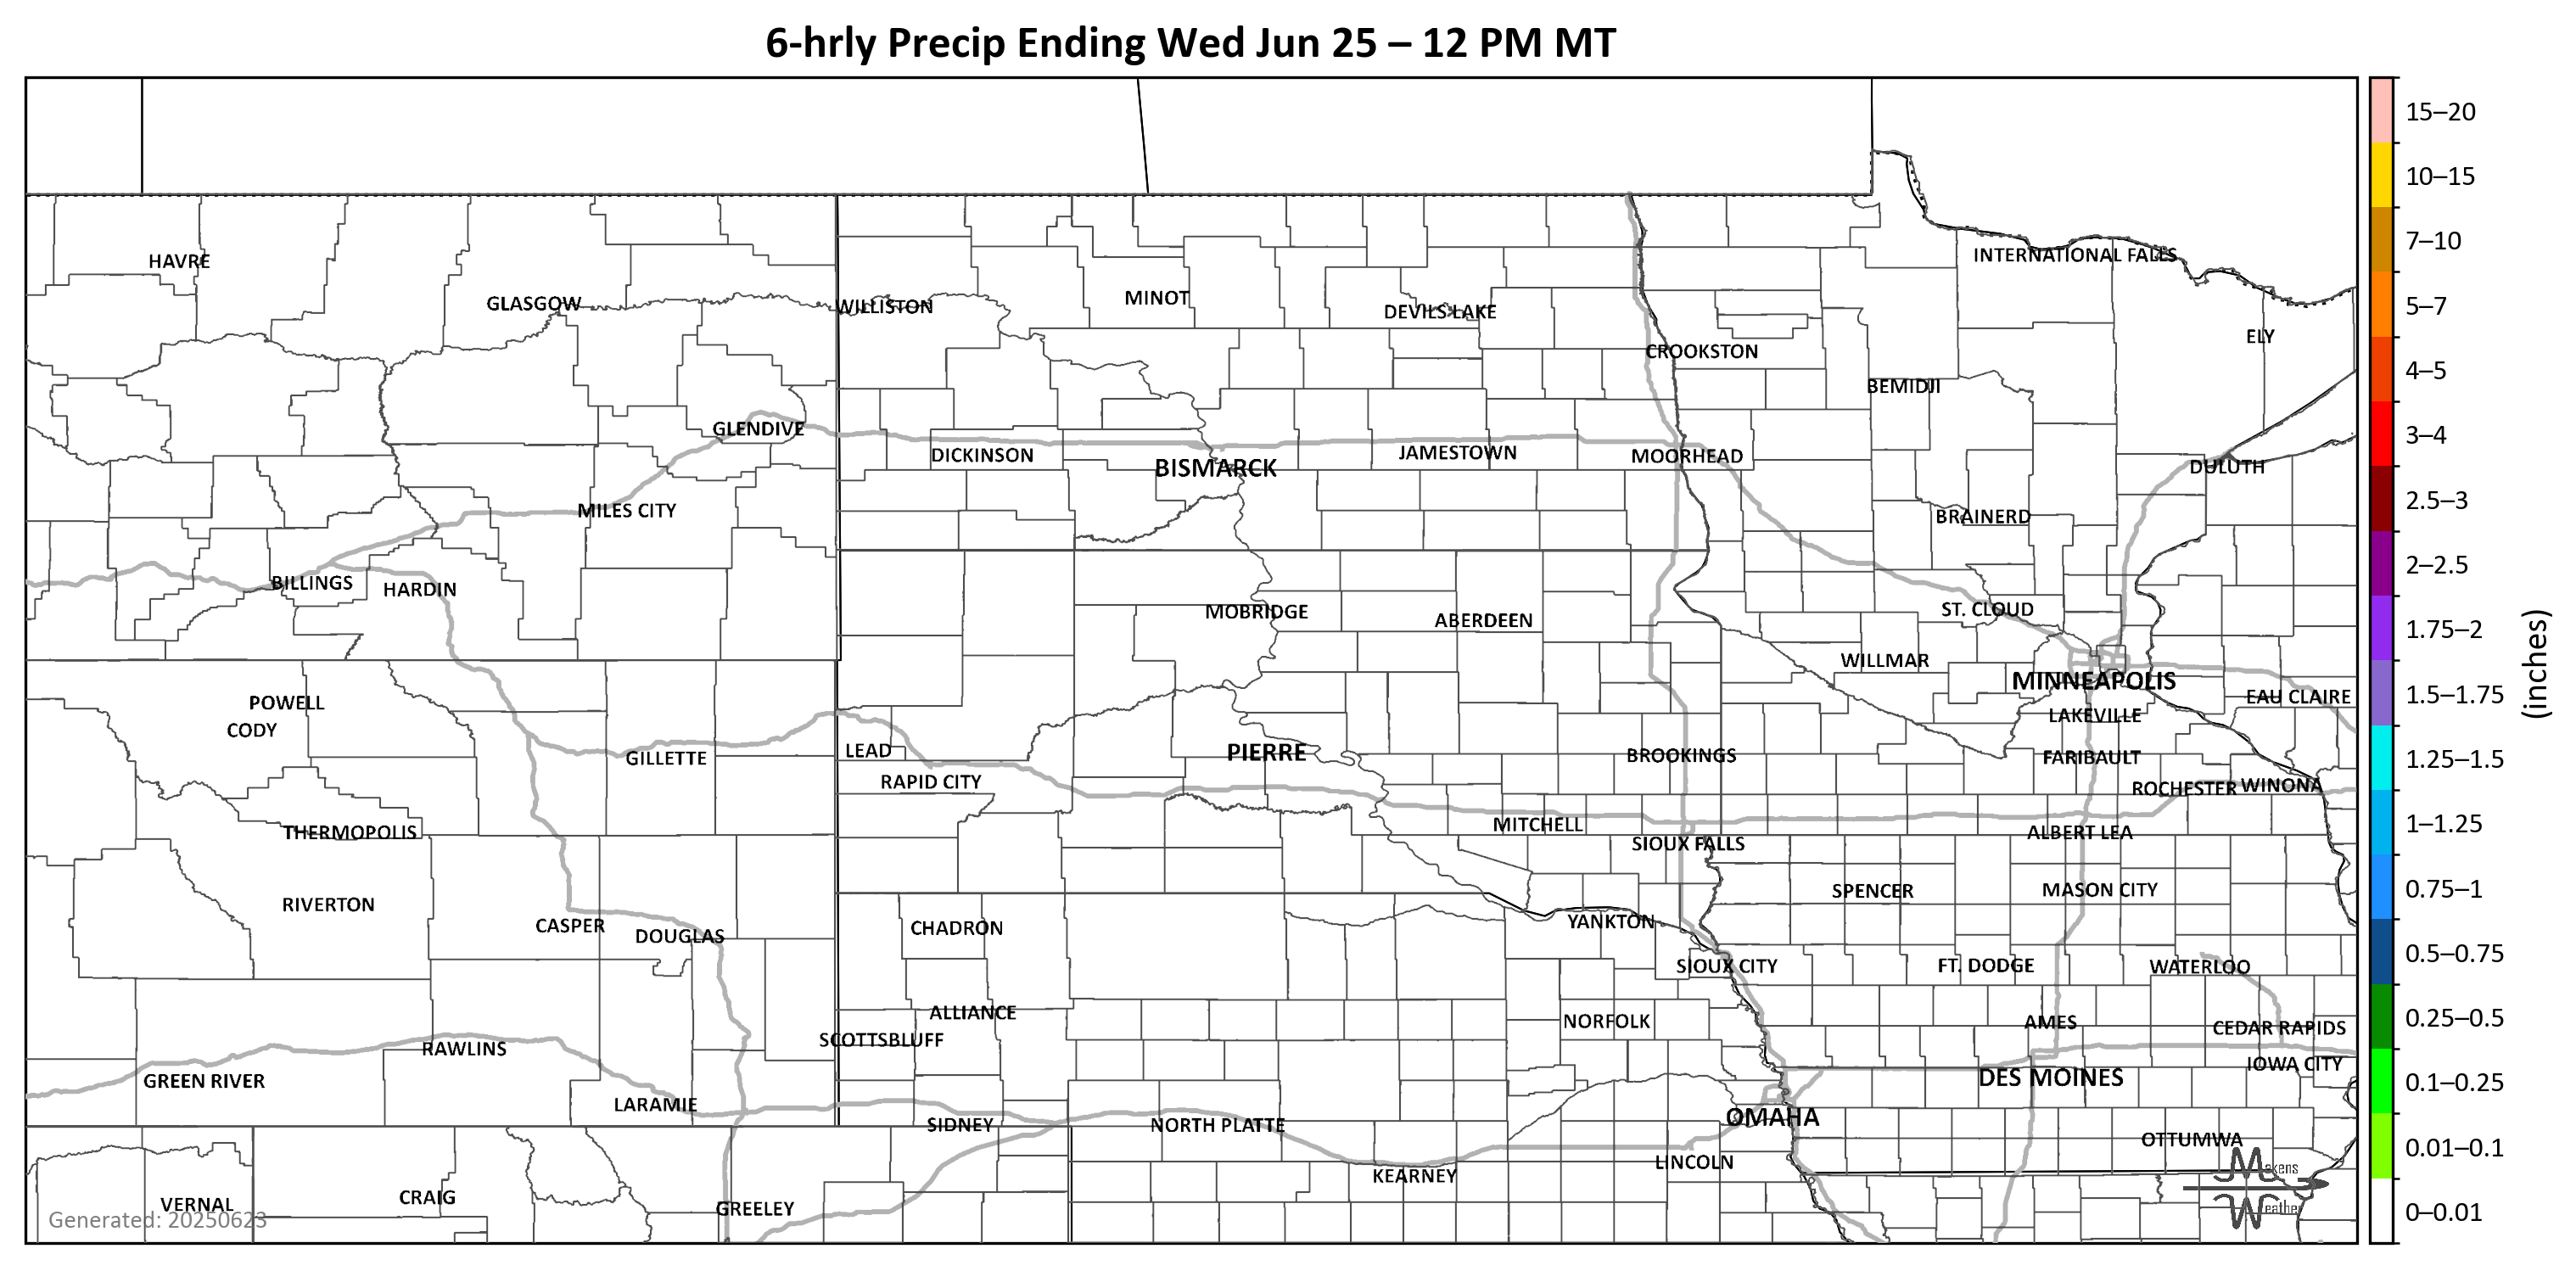 6-hrly Precip Ending Wed Jun 25 – 12 PM MT
15–20
10–15
7–10
5–7
4–5
3–4
2.5–3
2–2.5
1.75–2
1.5–1.75
1.25–1.5
1–1.25
0.75–1
0.5–0.75
0.25–0.5
0.1–0.25
0.01–0.1
0–0.01
(inches)
INTERNATIONAL FALLS
HAVRE
MINOT
GLASGOW
WILLISTON
DEVILS LAKE
ELY
CROOKSTON
BEMIDJI
GLENDIVE
DICKINSON
JAMESTOWN
MOORHEAD
BISMARCK
DULUTH
MILES CITY
BRAINERD
BILLINGS
HARDIN
MOBRIDGE
ABERDEEN
ST. CLOUD
WILLMAR
MINNEAPOLIS
EAU CLAIRE
POWELL
CODY
LAKEVILLE
LEAD
PIERRE
GILLETTE
BROOKINGS
FARIBAULT
RAPID CITY
ROCHESTER
WINONA
MITCHELL
THERMOPOLIS
ALBERT LEA
SIOUX FALLS
SPENCER
MASON CITY
RIVERTON
CASPER
DOUGLAS
CHADRON
YANKTON
SIOUX CITY
FT. DODGE
WATERLOO
ALLIANCE
NORFOLK
AMES
CEDAR RAPIDS
SCOTTSBLUFF
RAWLINS
IOWA CITY
GREEN RIVER
DES MOINES
LARAMIE
OMAHA
SIDNEY
NORTH PLATTE
OTTUMWA
LINCOLN
KEARNEY
VERNAL
CRAIG
GREELEY
Generated: 20250623
Makens
Weather